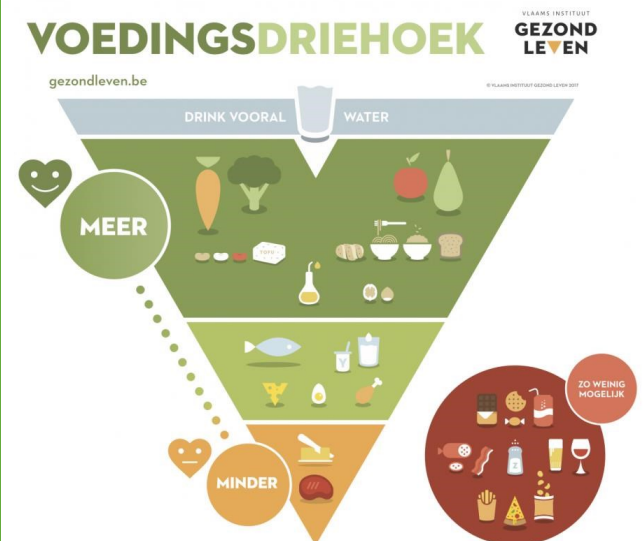 VOEDINGSDRIEHOEK
VLAAMS INSTITUUT
GEZOND
LEVEN
gezondleven.be
© VLAAMS INSTITUUT GEZOND LEVEN 2017
DRINK VOORAL WATER
MEER
TOFU
Y
MINDER
ZO WEINIG
MOGELIJK
Z